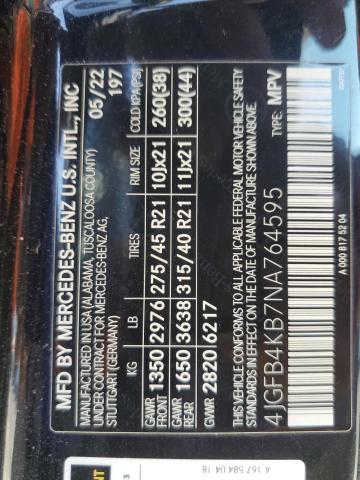 MFD BY MERCEDES-BENZ U.S. INTL., INC
MANUFACTURED IN USA (ALABAMA, TUSCALOOSA COUNTY) 05/22
UNDER CONTRACT FOR MERCEDES-BENZ AG, 197
STUTTGART (GERMANY)
KG LB TIRES RIM SIZE COLD KPA(PSI)
GAWR FRONT 1350 2976 275/45 R21 10Jx21 260(38)
GAWR REAR 1650 3638 315/40 R21 11Jx21 300(44)
GVWR 2820 6217
VEHICLE CONFORMS TO ALL APPLICABLE FEDERAL MOTOR VEHICLE SAFETY
STANDARDS IN EFFECT ON THE DATE OF MANUFACTURE SHOWN ABOVE.
4JGFB4KB7NA764595 TYPE: MPV
A 000 817 52 04
A 167 584 04 18